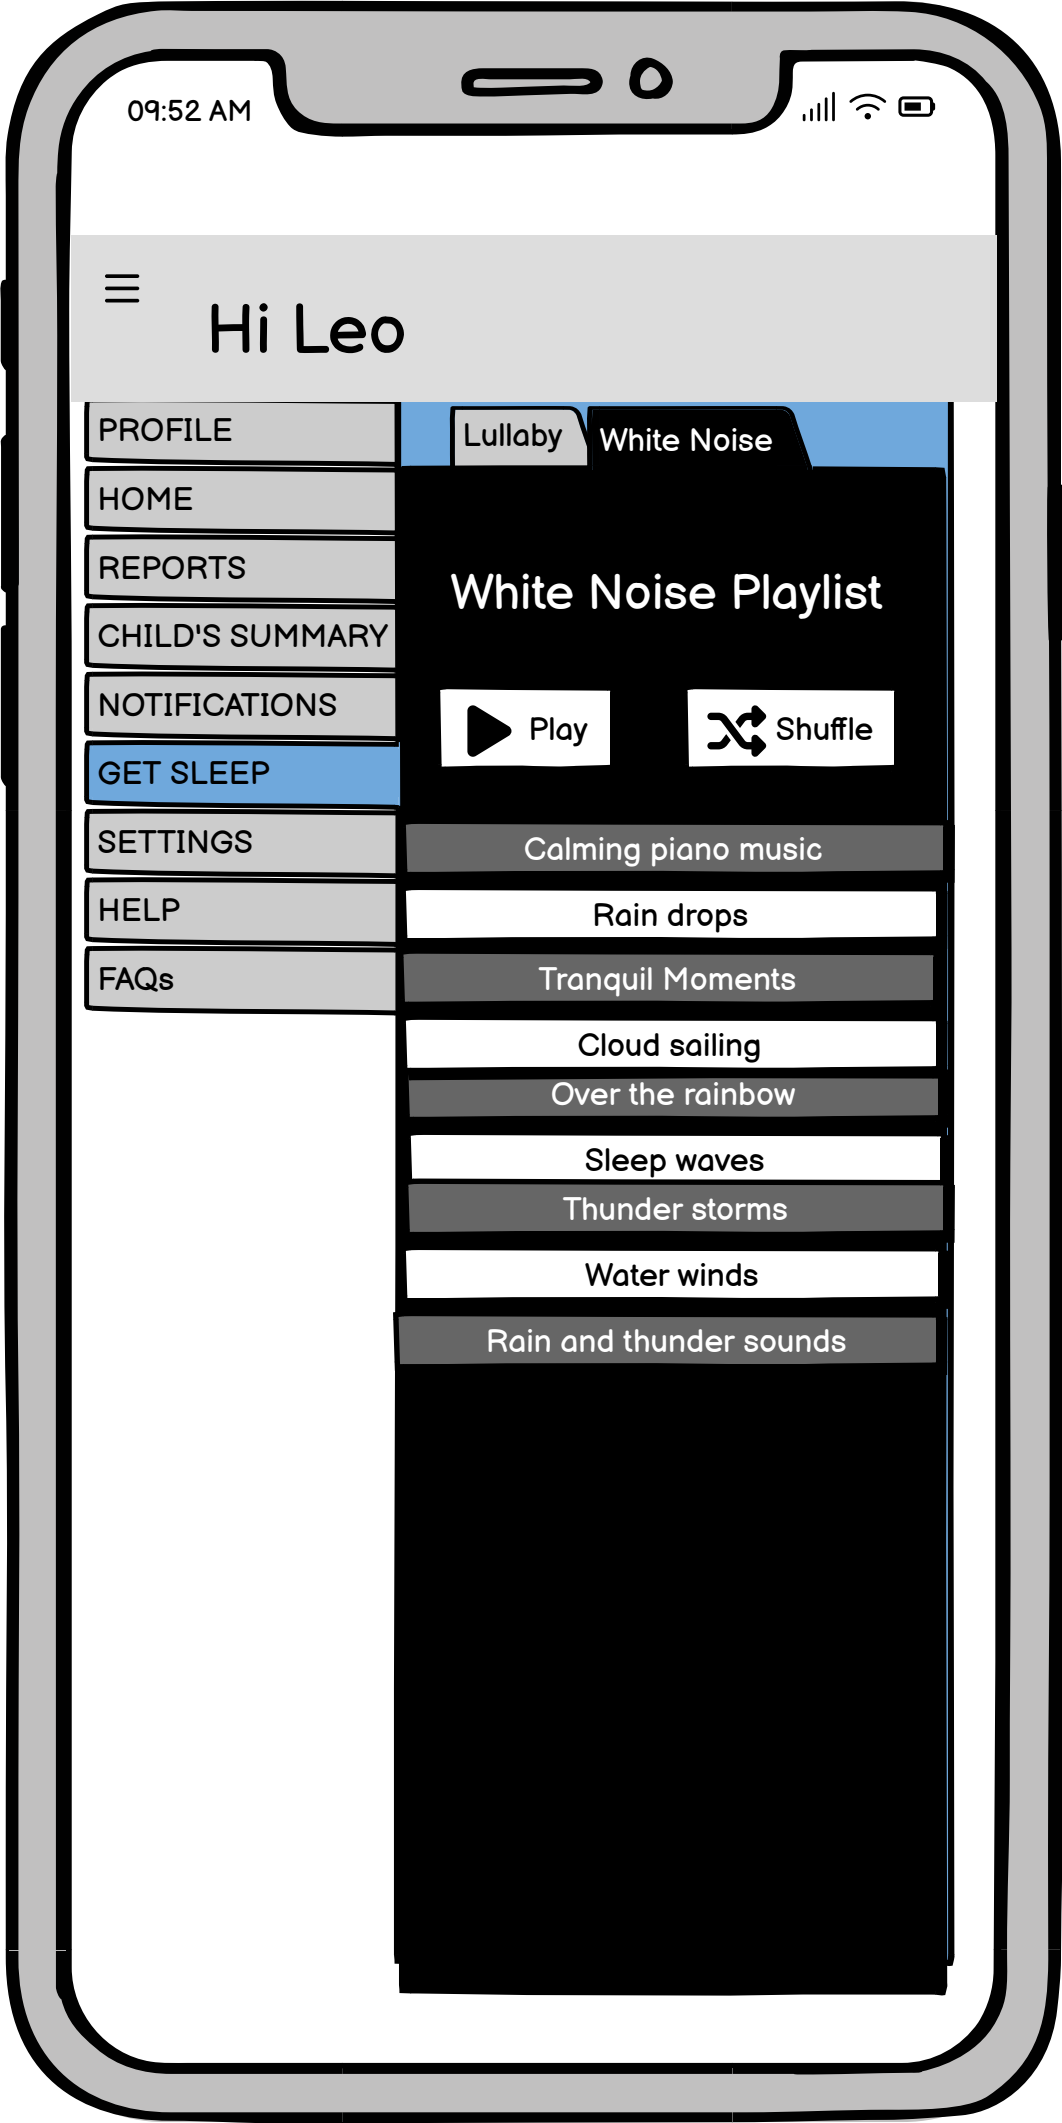 09:52 AM
Hi Leo
PROFILE
HOME
REPORTS
CHILD'S SUMMARY
NOTIFICATIONS
GET SLEEP
SETTINGS
HELP
FAQs
Lullaby
White Noise
White Noise Playlist
Play
Shuffle
Calming piano music
Rain drops
Tranquil Moments
Cloud sailing
Over the rainbow
Sleep waves
Thunder storms
Water winds
Rain and thunder sounds